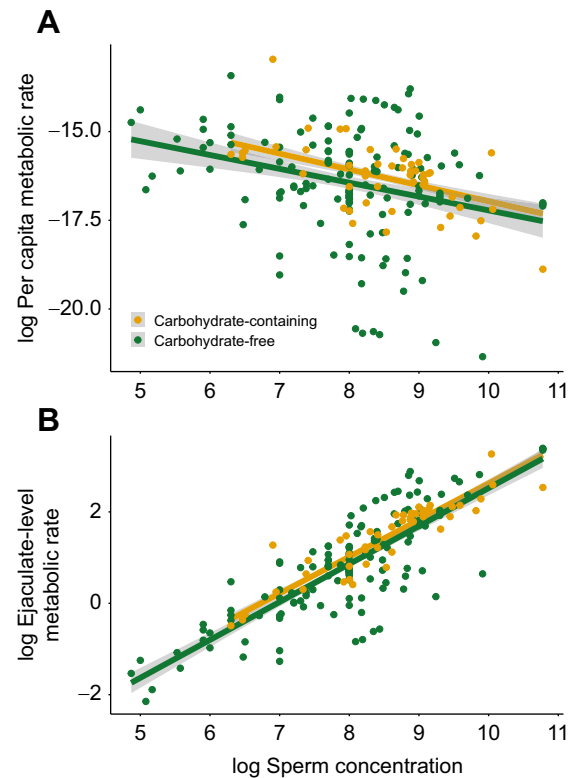 A
log Per capita metabolic rate
−15.0
−17.5
−20.0
Carbohydrate-containing
Carbohydrate-free
5 6 7 8 9 10 11
B
log Ejaculate-level
metabolic rate
2
0
−2
5 6 7 8 9 10 11
log Sperm concentration